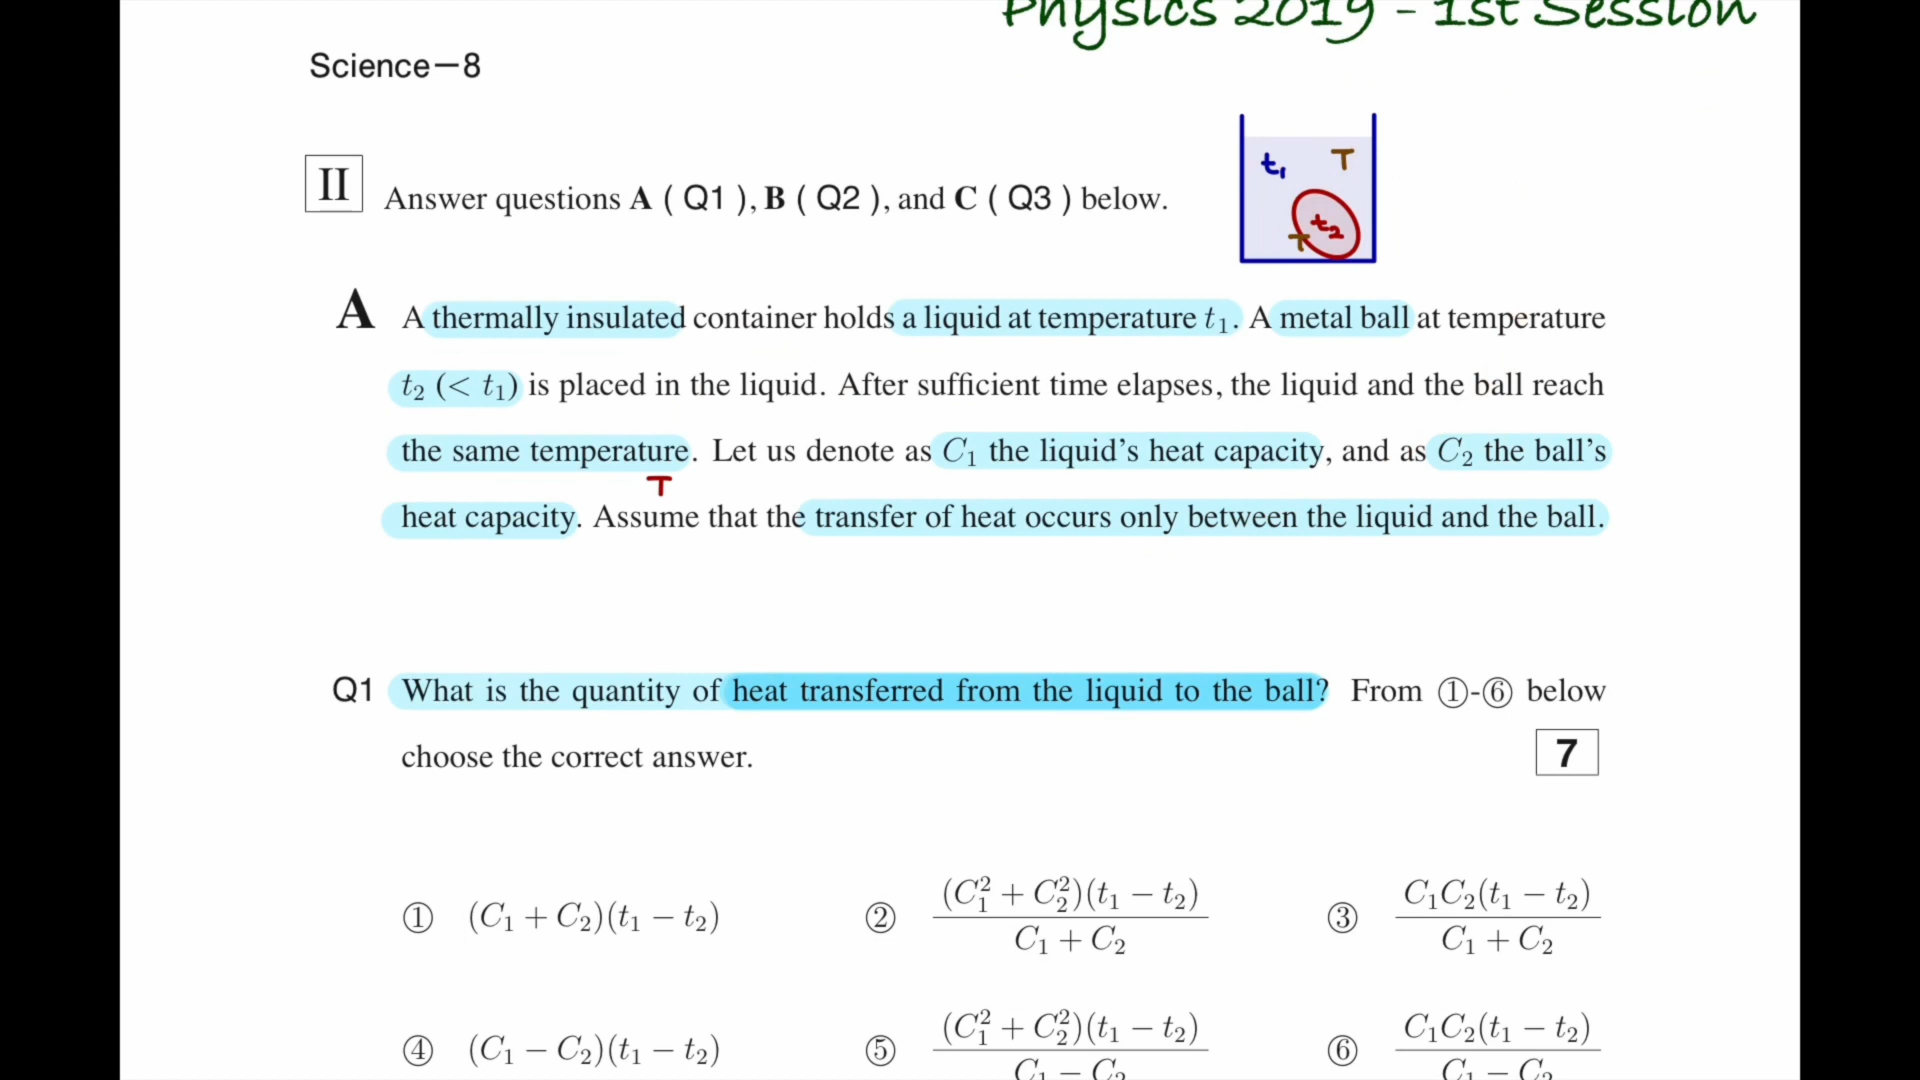 Physics 2019 - 1st Session
Science－8
II Answer questions A ( Q1 ), B ( Q2 ), and C ( Q3 ) below.
t₁ T
t₂
T
A A thermally insulated container holds a liquid at temperature t₁. A metal ball at temperature
t₂ (< t₁) is placed in the liquid. After sufficient time elapses, the liquid and the ball reach
the same temperature. Let us denote as C₁ the liquid's heat capacity, and as C₂ the ball's
T
heat capacity. Assume that the transfer of heat occurs only between the liquid and the ball.
Q1 What is the quantity of heat transferred from the liquid to the ball? From ①-⑥ below
choose the correct answer. 7
① (C₁ + C₂)(t₁ − t₂) ② (C₁² + C₂²)(t₁ − t₂) / C₁ + C₂ ③ C₁C₂(t₁ − t₂) / C₁ + C₂
④ (C₁ − C₂)(t₁ − t₂) ⑤ (C₁² + C₂²)(t₁ − t₂) / C₁ − C₂ ⑥ C₁C₂(t₁ − t₂) / C₁ − C₂